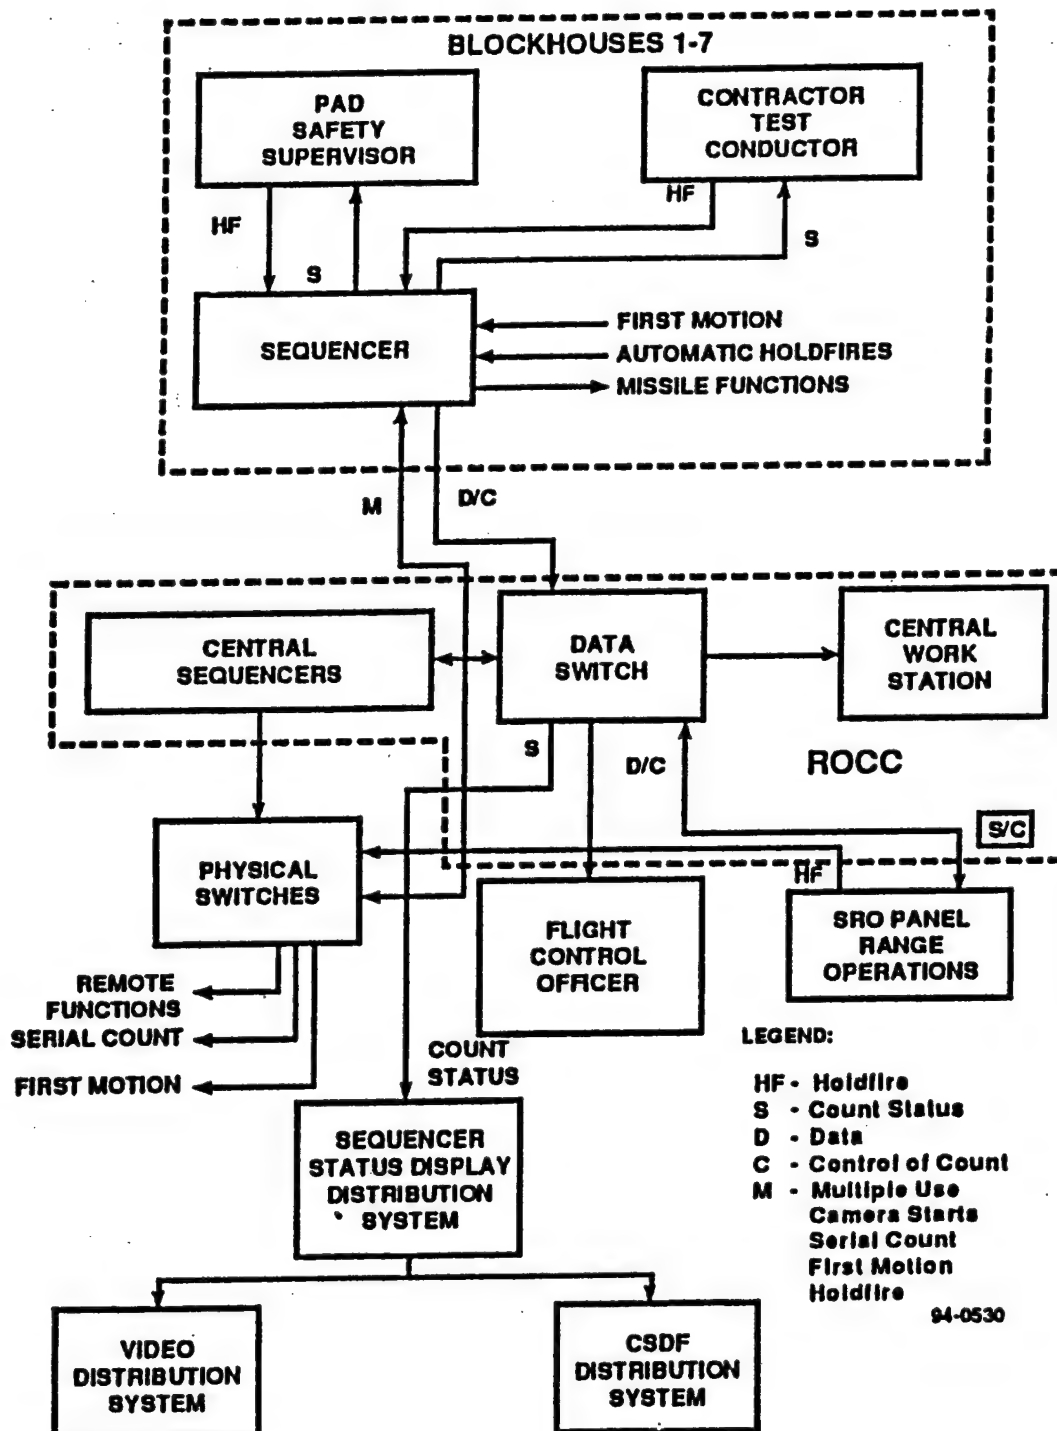 BLOCKHOUSES 1-7
PAD
SAFETY
SUPERVISOR
CONTRACTOR
TEST
CONDUCTOR
HF
HF
S
S
SEQUENCER
FIRST MOTION
AUTOMATIC HOLDFIRES
MISSILE FUNCTIONS
M
D/C
CENTRAL
SEQUENCERS
DATA
SWITCH
CENTRAL
WORK
STATION
S
D/C
ROCC
S/C
PHYSICAL
SWITCHES
HF
FLIGHT
CONTROL
OFFICER
SRO PANEL
RANGE
OPERATIONS
REMOTE
FUNCTIONS
SERIAL COUNT
FIRST MOTION
COUNT
STATUS
LEGEND:
HF - Holdfire
S - Count Status
D - Data
C - Control of Count
M - Multiple Use
Camera Starts
Serial Count
First Motion
Holdfire
94-0530
SEQUENCER
STATUS DISPLAY
DISTRIBUTION
SYSTEM
VIDEO
DISTRIBUTION
SYSTEM
CSDF
DISTRIBUTION
SYSTEM